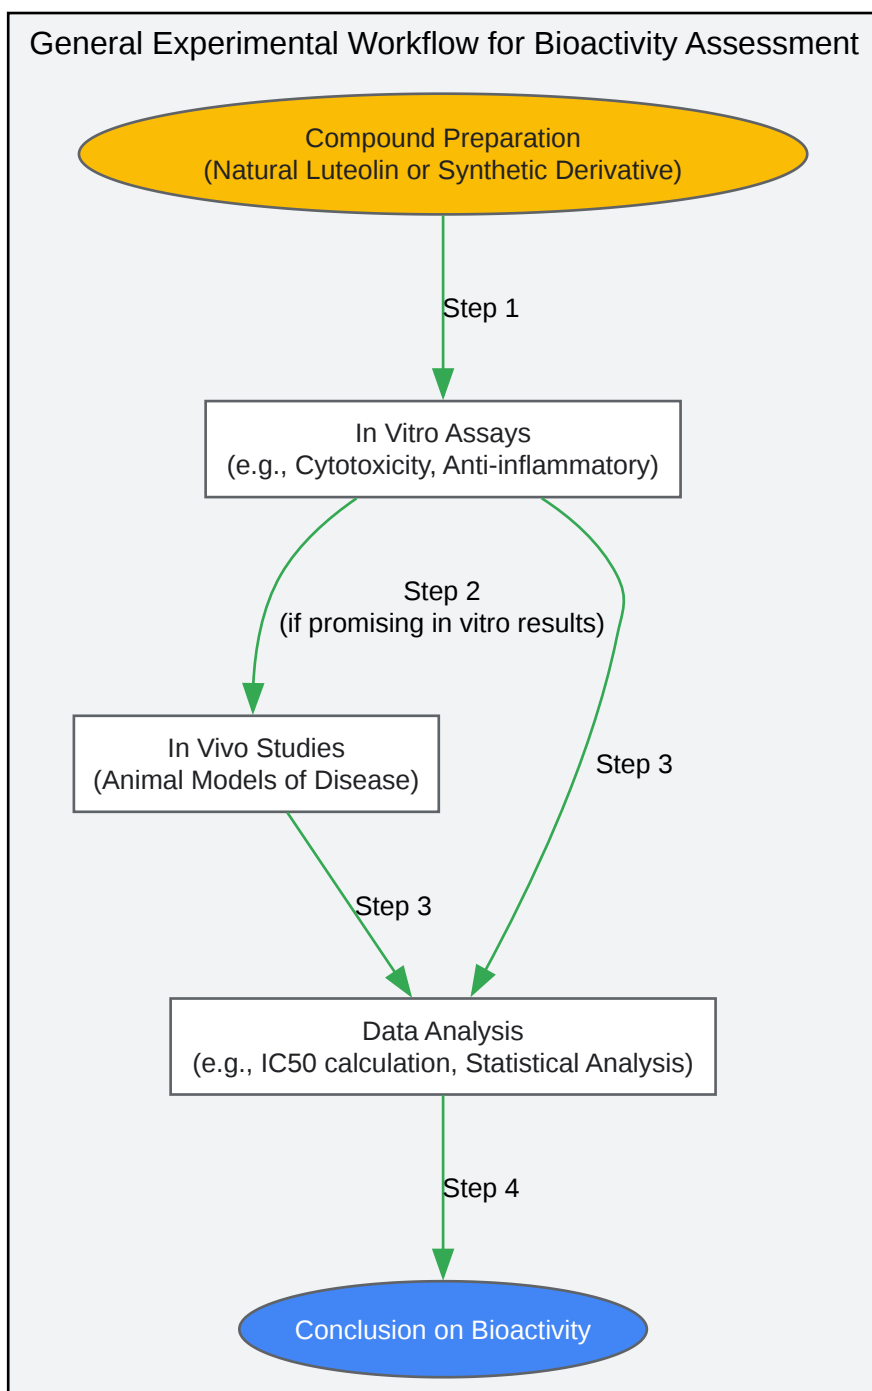 General Experimental Workflow for Bioactivity Assessment
Compound Preparation
(Natural Luteolin or Synthetic Derivative)
Step 1
In Vitro Assays
(e.g., Cytotoxicity, Anti-inflammatory)
Step 2
(if promising in vitro results)
In Vivo Studies
(Animal Models of Disease)
Step 3
Step 3
Data Analysis
(e.g., IC50 calculation, Statistical Analysis)
Step 4
Conclusion on Bioactivity